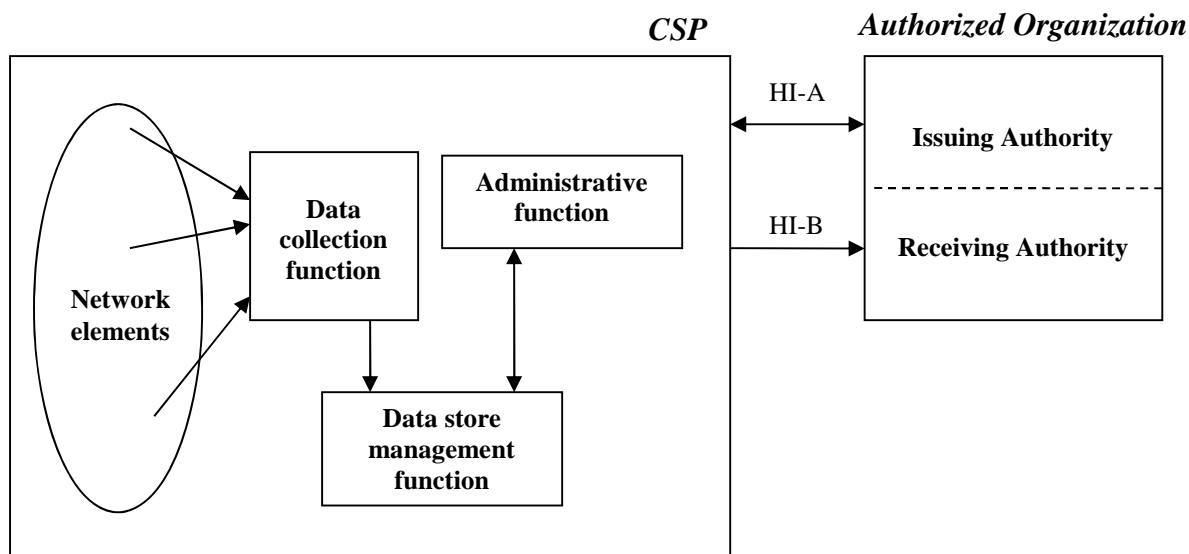 CSP
Authorized Organization
HI-A
Issuing Authority
Administrative
function
Data
collection
function
HI-B
Receiving Authority
Network
elements
Data store
management
function